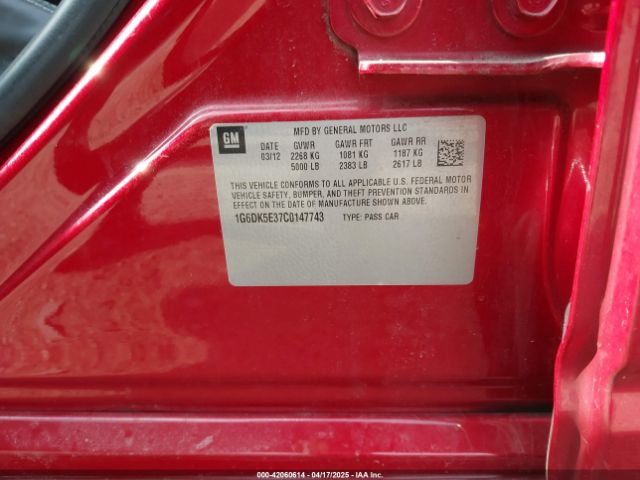 GM
MFD BY GENERAL MOTORS LLC
DATE GVWR GAWR FRT GAWR RR
03/12 2268 KG 1081 KG 1187 KG
5000 LB 2383 LB 2617 LB
THIS VEHICLE CONFORMS TO ALL APPLICABLE U.S. FEDERAL MOTOR
VEHICLE SAFETY, BUMPER, AND THEFT PREVENTION STANDARDS IN
EFFECT ON THE DATE OF MANUFACTURE SHOWN ABOVE.
1G6DK5E37C0147743 TYPE: PASS CAR
000-42060614 - 04/17/2025 - IAAI.COM